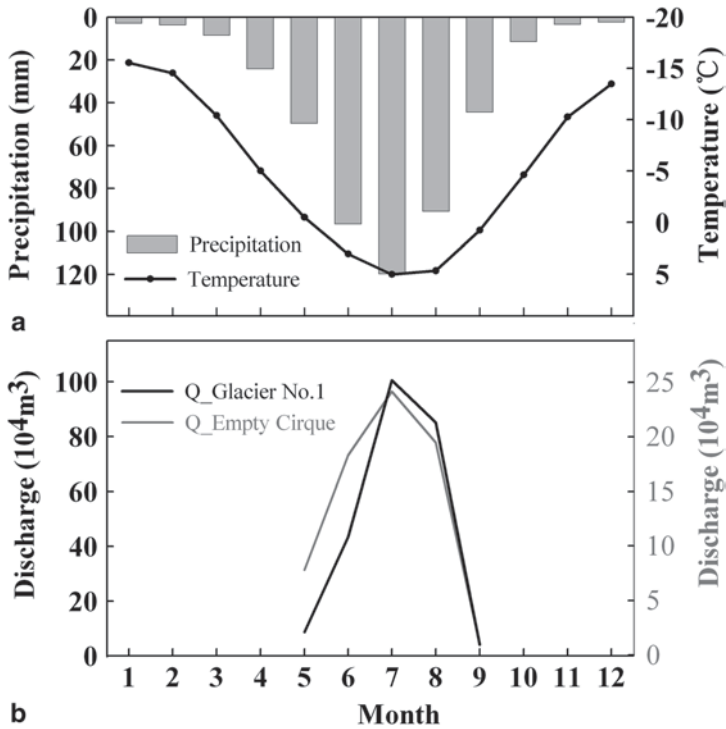 0
20
40
60
80
100
120
Precipitation (mm)
-20
-15
-10
-5
0
5
Temperature (℃)
Precipitation
Temperature
a
100
80
60
40
20
0
Discharge (10⁴m³)
25
20
15
10
5
0
Discharge (10⁴m³)
Q_Glacier No.1
Q_Empty Cirque
1 2 3 4 5 6 7 8 9 10 11 12
Month
b